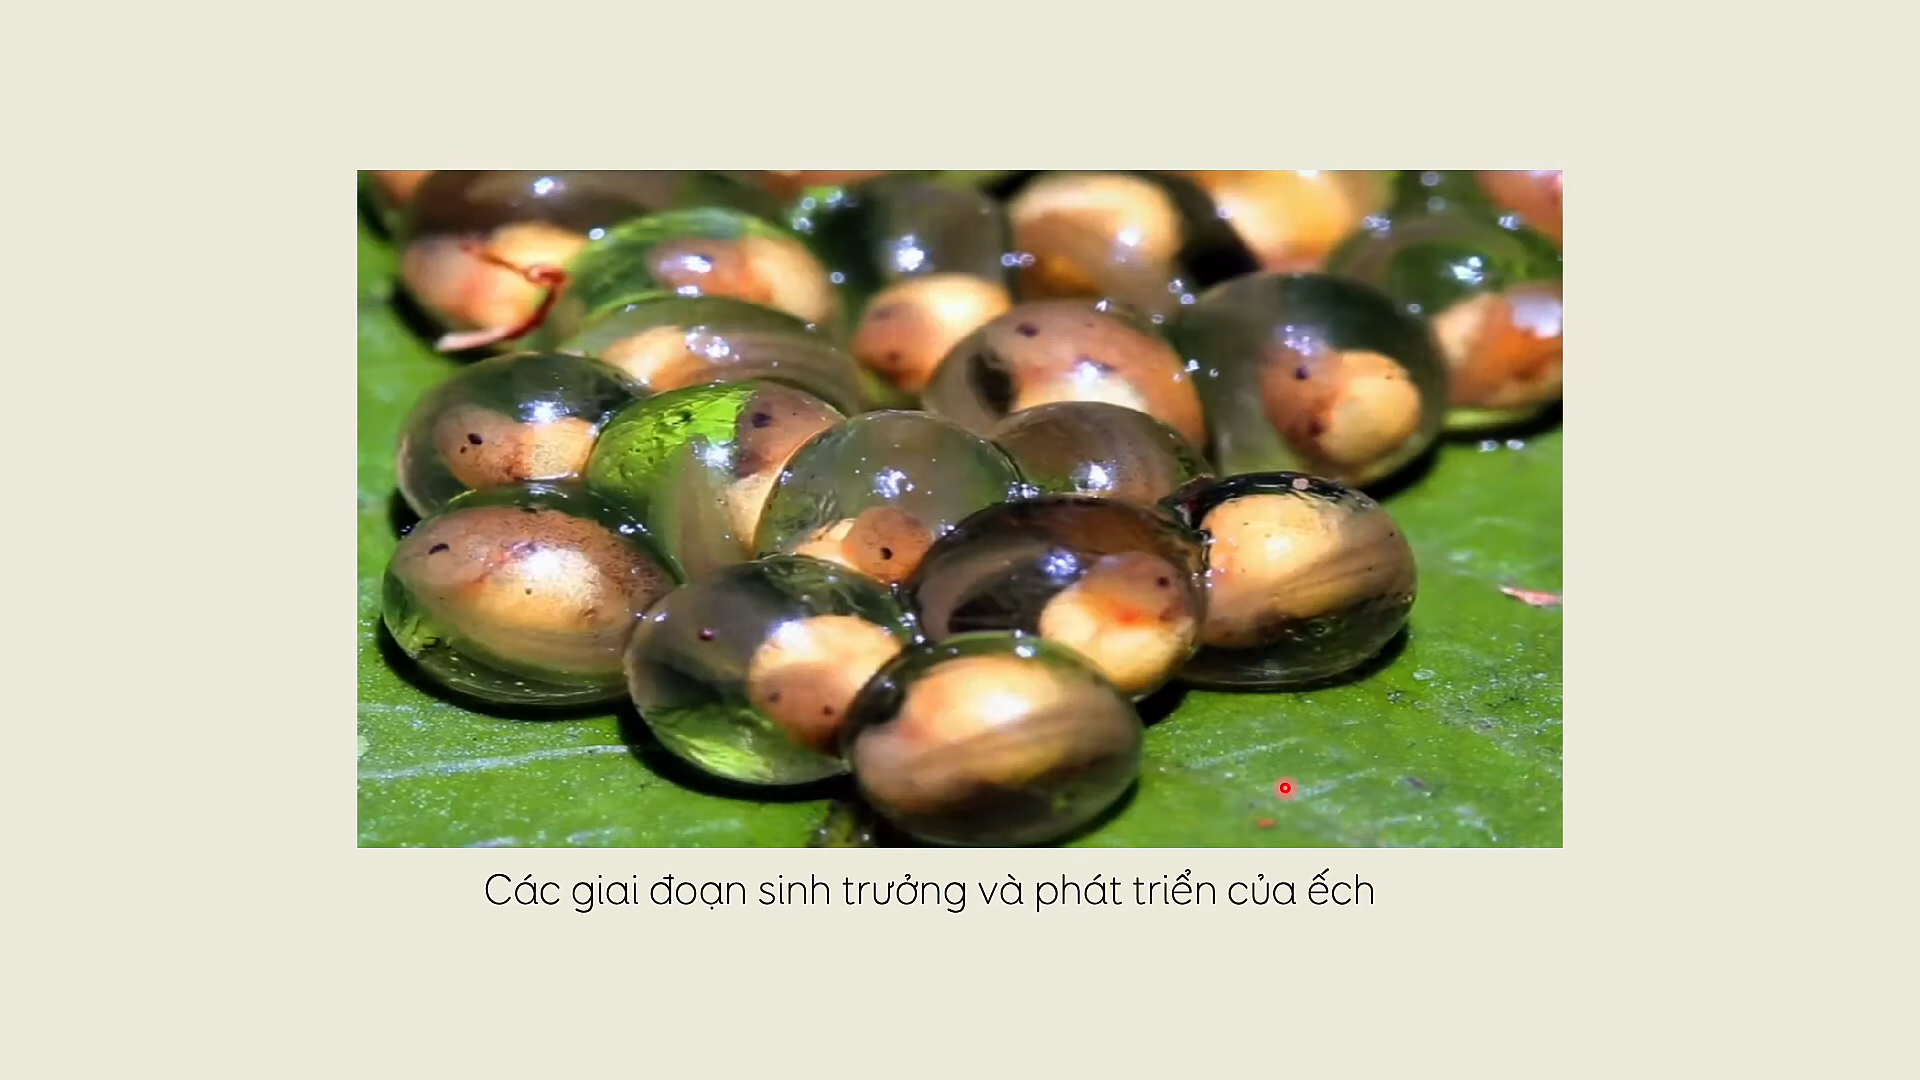 Các giai đoạn sinh trưởng và phát triển của ếch